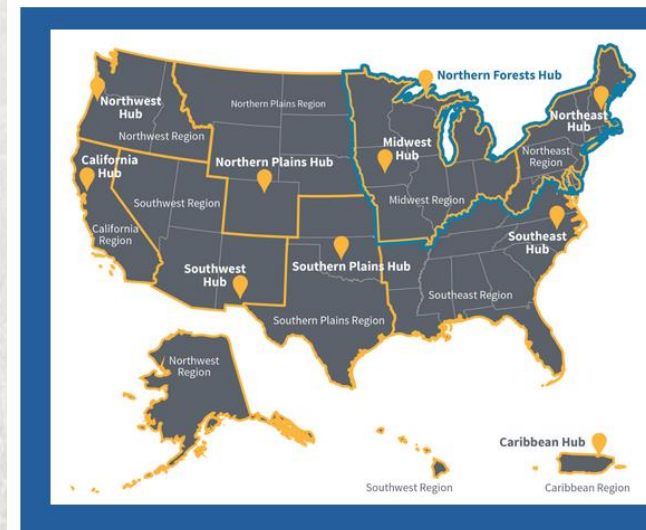 Northern Forests Hub
Northwest
Hub
Northern Plains Region
Northeast
Hub
Northwest Region
Midwest
Hub
Northeast
Region
California
Hub
Northern Plains Hub
Southwest Region
Midwest Region
California
Region
Southeast
Hub
Southwest
Hub
Southern Plains Hub
Southeast Region
Southern Plains Region
Northwest
Region
Caribbean Hub
Southwest Region
Caribbean Region